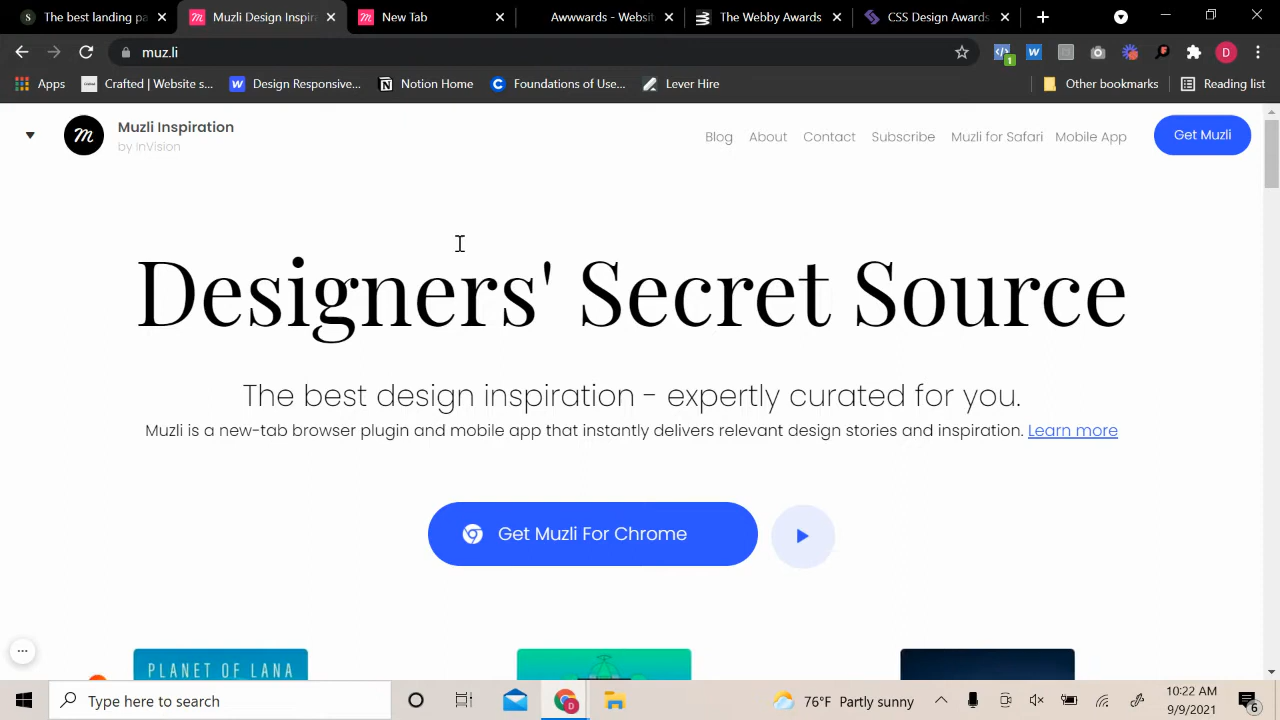 The best landing pa
Muzli Design Inspire
New Tab
Awwwards - Websit
The Webby Awards
CSS Design Awards
muz.li
D
1
Apps
Crafted | Website s...
Design Responsive...
Notion Home
Foundations of Use...
Lever Hire
Other bookmarks
Reading list
Muzli Inspiration
by inVision
Blog
About
Contact
Subscribe
Muzli for Safari
Mobile App
Get Muzli
Designers' Secret Source
The best design inspiration - expertly curated for you.
Muzli is a new-tab browser plugin and mobile app that instantly delivers relevant design stories and inspiration. Learn more
Get Muzli For Chrome
PLANET OF LANA
Type here to search
76°F Partly sunny
10:22 AM
9/9/2021
6